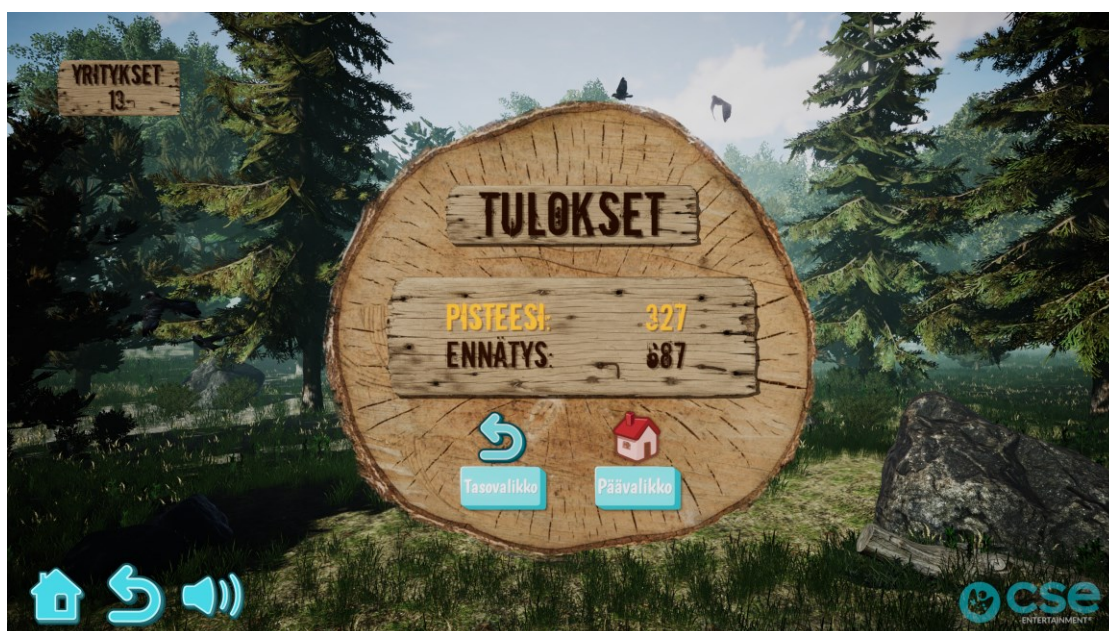 YRITYKSET
13
TULOKSET
PISTEESI: 327
ENNÄTYS: 687
Tasovalikko
Päävalikko
cse
ENTERTAINMENT®